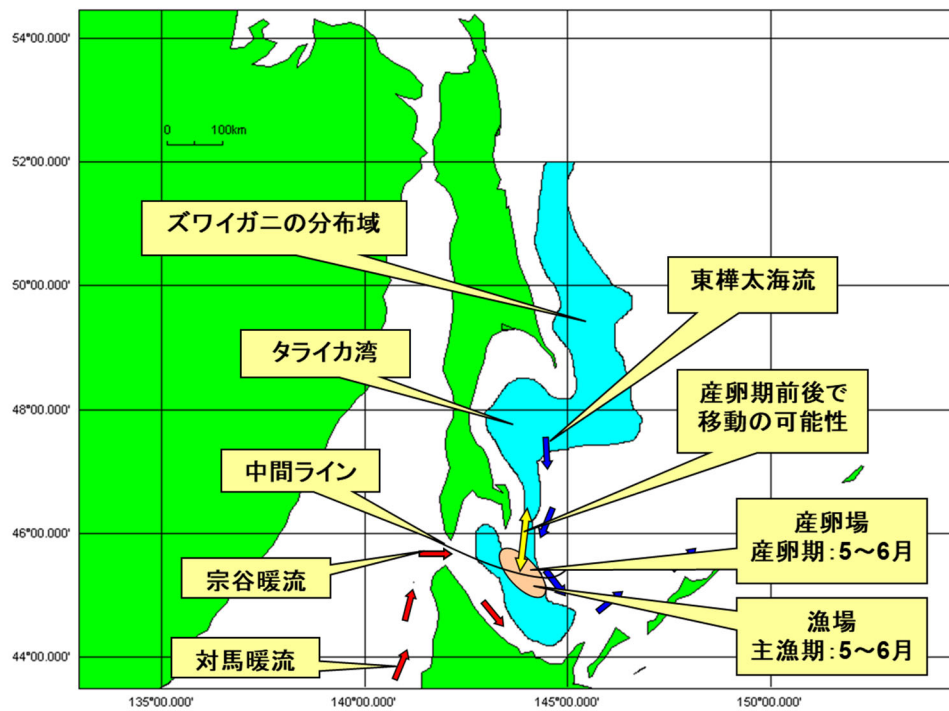 54°00.000'
0 100km
52°00.000'
ズワイガニの分布域
東樺太海流
50°00.000'
タライカ湾
産卵期前後で
移動の可能性
48°00.000'
中間ライン
産卵場
産卵期:5～6月
46°00.000'
宗谷暖流
漁場
主漁期:5～6月
対馬暖流
44°00.000'
135°00.000' 140°00.000' 145°00.000' 150°00.000'